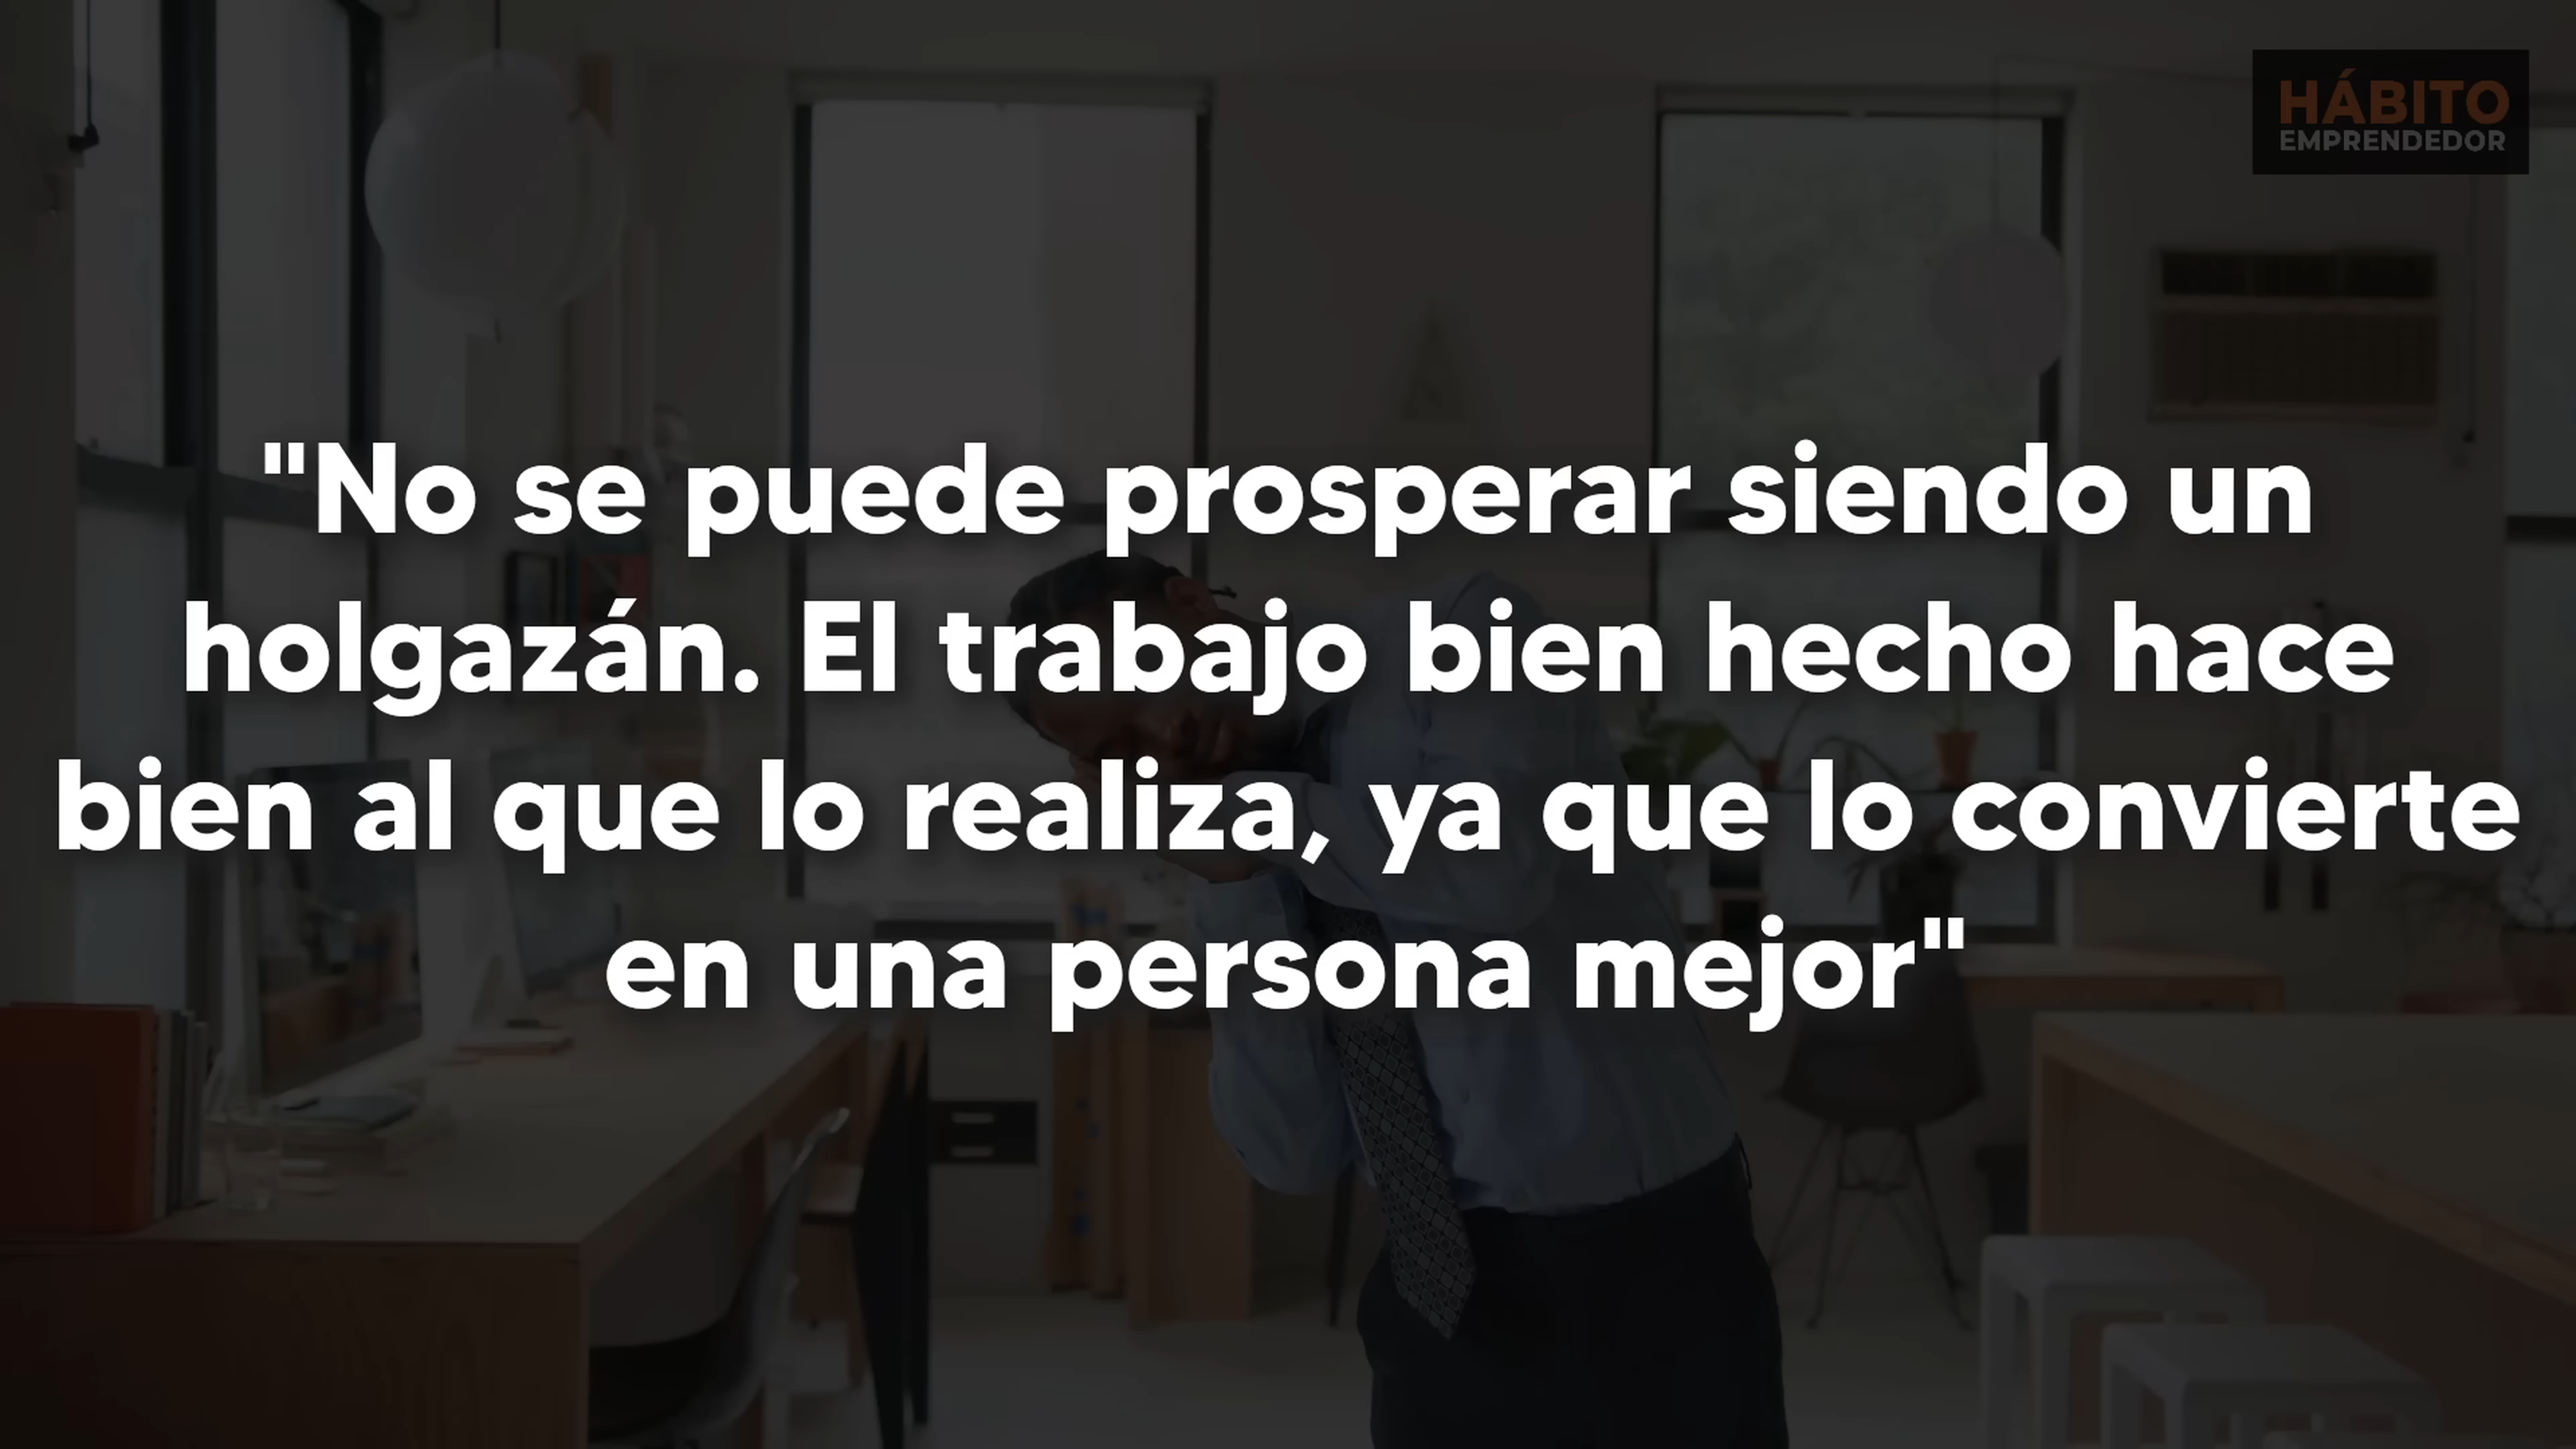 HÁBITO
EMPRENDEDOR
"No se puede prosperar siendo un
holgazán. El trabajo bien hecho hace
bien al que lo realiza, ya que lo convierte
en una persona mejor"